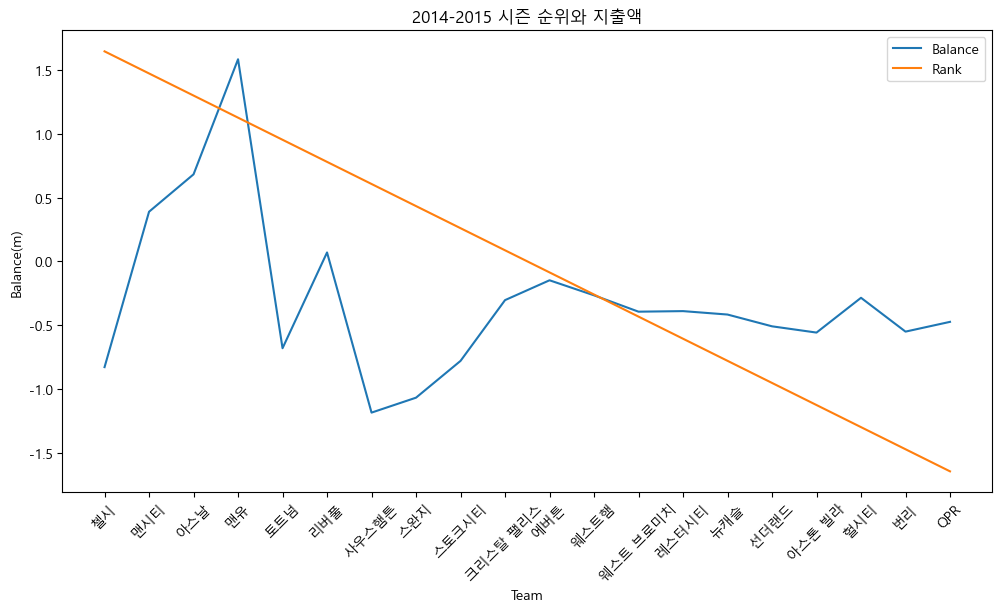 2014-2015 시즌 순위와 지출액
Balance
Rank
Balance(m)
1.5
1.0
0.5
0.0
-0.5
-1.0
-1.5
첼시
맨시티
아스날
맨유
토트넘
리버풀
사우스햄튼
스완지
스토크시티
크리스탈 팰리스
에버튼
웨스트햄
웨스트 브로미치
레스터시티
뉴캐슬
선더랜드
아스톤 빌라
헐시티
번리
QPR
Team